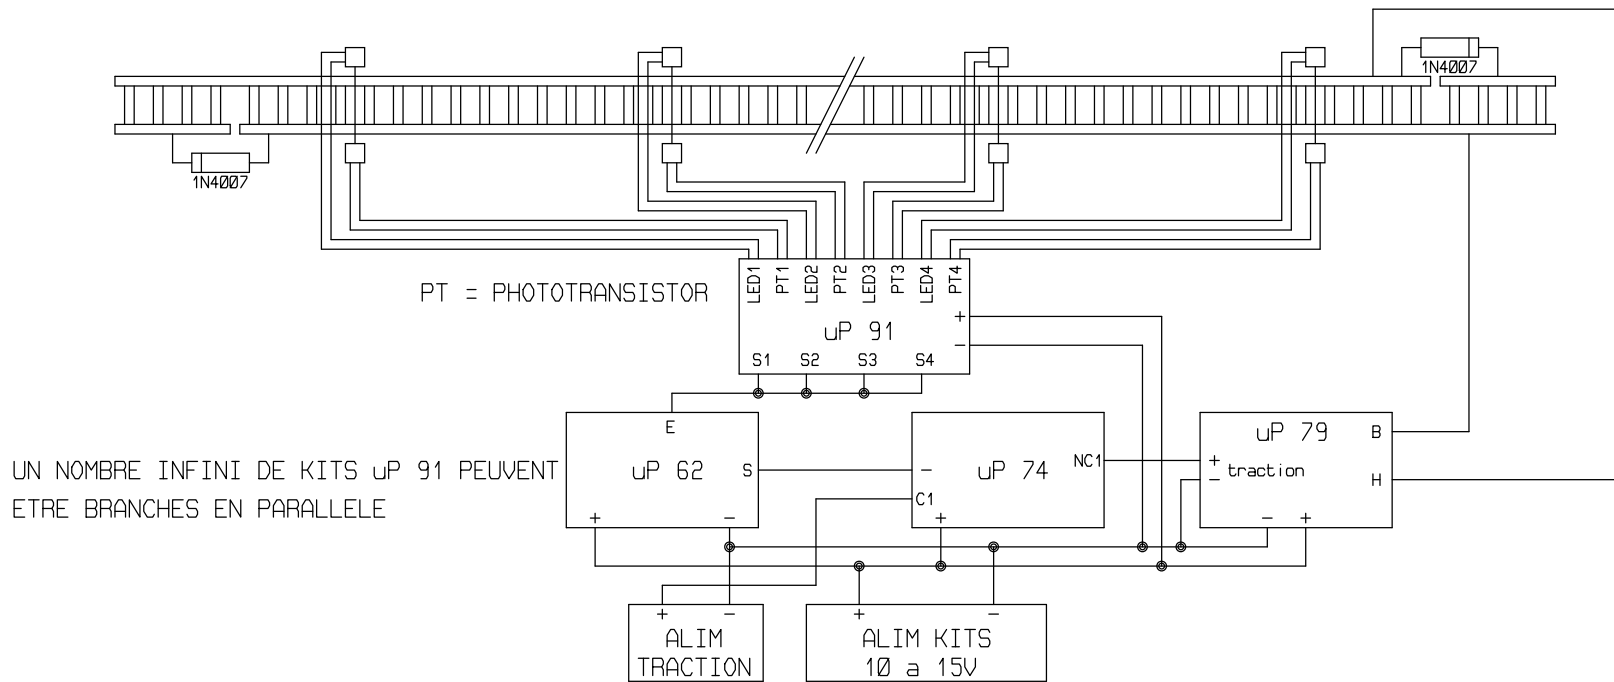 1N4007
1N4007
LED1
PT1
LED2
PT2
LED3
PT3
LED4
PT4
PT = PHOTOTRANSISTOR
uP 91
+
−
S1
S2
S3
S4
E
uP 62
S
+
−
−
uP 74
NC1
C1
+
uP 79
B
+
traction
−
H
−
+
UN NOMBRE INFINI DE KITS uP 91 PEUVENT
ETRE BRANCHES EN PARALLELE
+
−
ALIM
TRACTION
+
−
ALIM KITS
10 a 15V